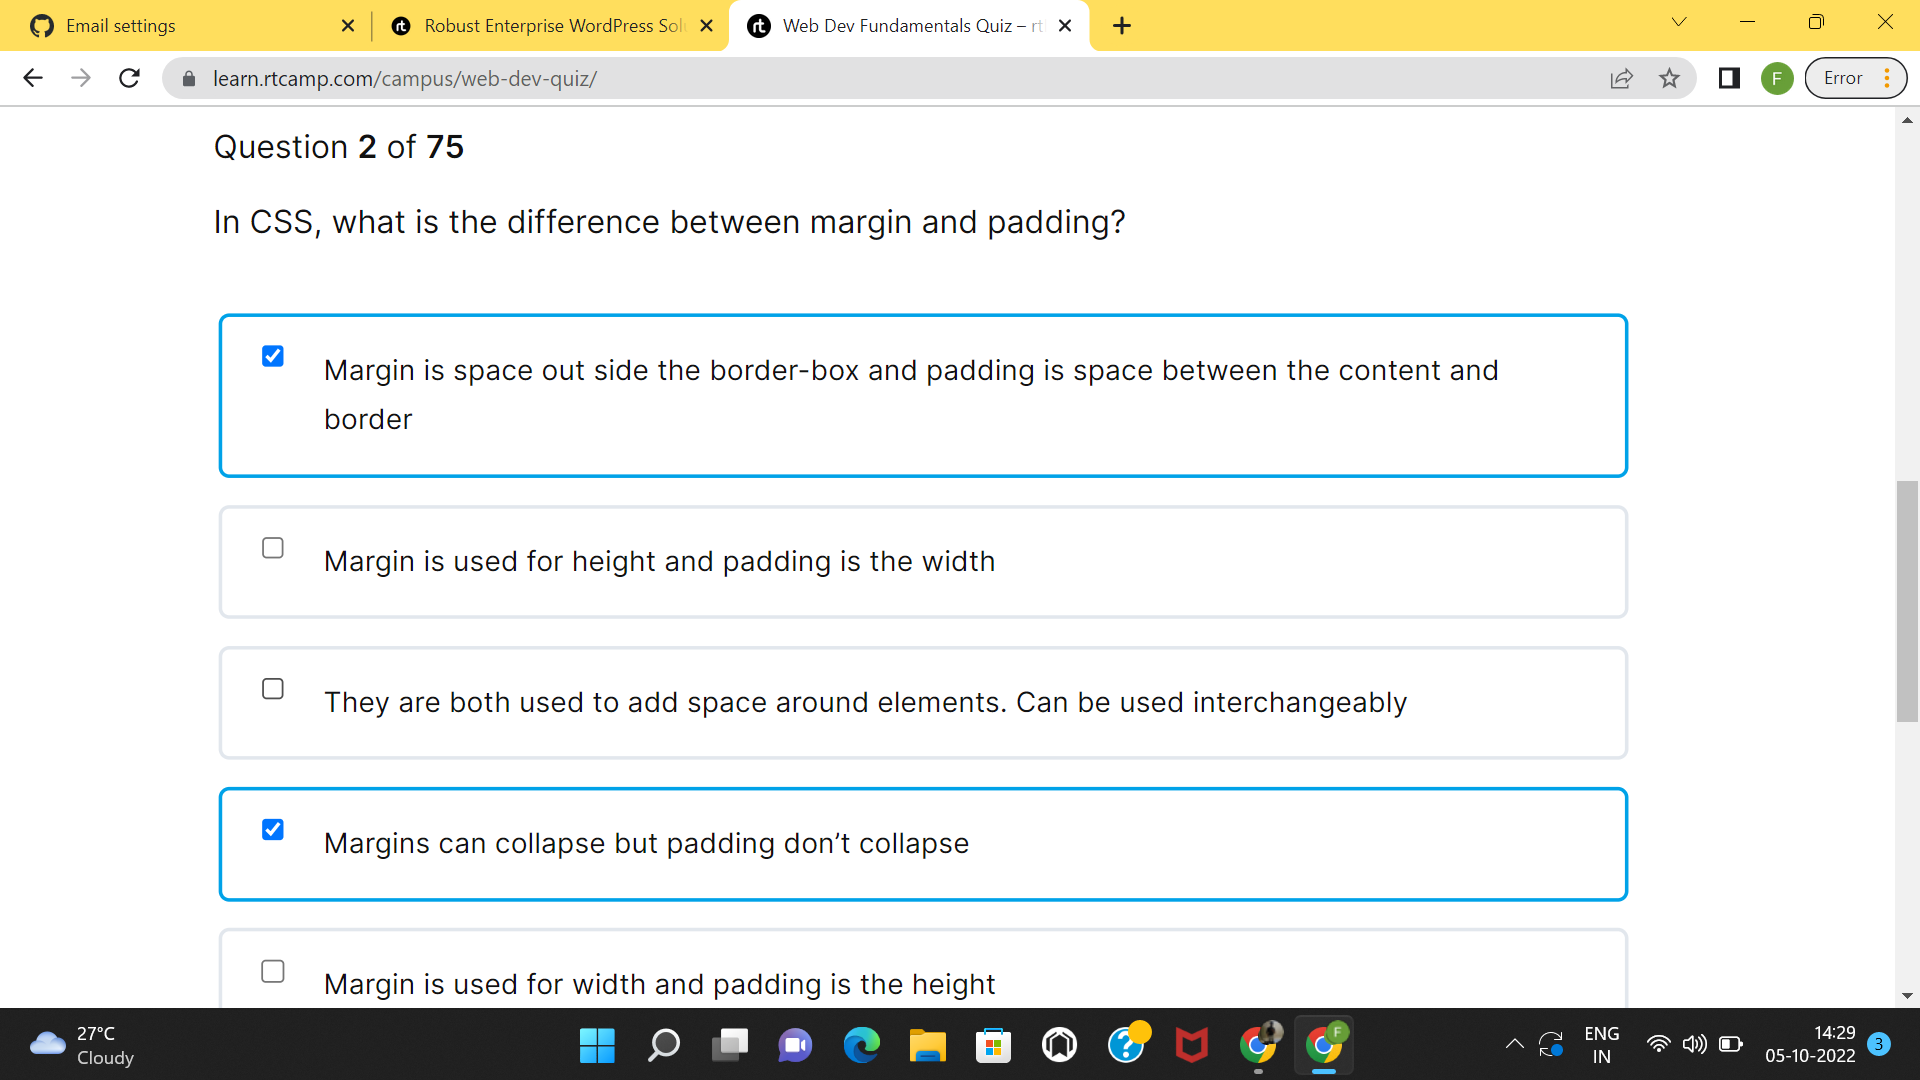 Email settings
Robust Enterprise WordPress Sol
Web Dev Fundamentals Quiz – rt
learn.rtcamp.com/campus/web-dev-quiz/
F
Error
Question 2 of 75
In CSS, what is the difference between margin and padding?
Margin is space out side the border-box and padding is space between the content and
border
Margin is used for height and padding is the width
They are both used to add space around elements. Can be used interchangeably
Margins can collapse but padding don’t collapse
Margin is used for width and padding is the height
27°C
Cloudy
F
ENG
IN
14:29
05-10-2022
3